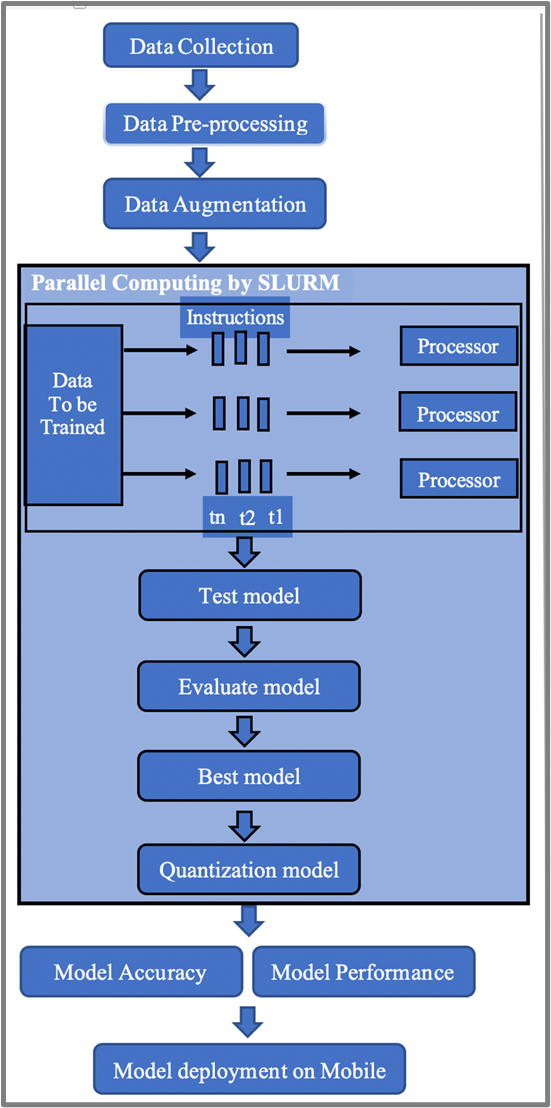 Data Collection
Data Pre-processing
Data Augmentation
Parallel Computing by SLURM
Instructions
Data
To be
Trained
Processor
Processor
Processor
tn t2 t1
Test model
Evaluate model
Best model
Quantization model
Model Accuracy
Model Performance
Model deployment on Mobile